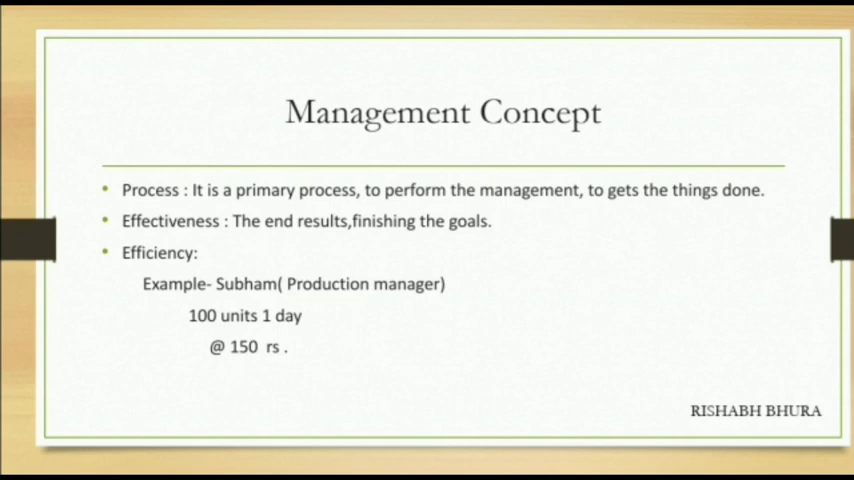 Management Concept
Process : It is a primary process, to perform the management, to gets the things done.
Effectiveness : The end results,finishing the goals.
Efficiency:
Example- Subham( Production manager)
100 units 1 day
@ 150 rs .
RISHABH BHURA